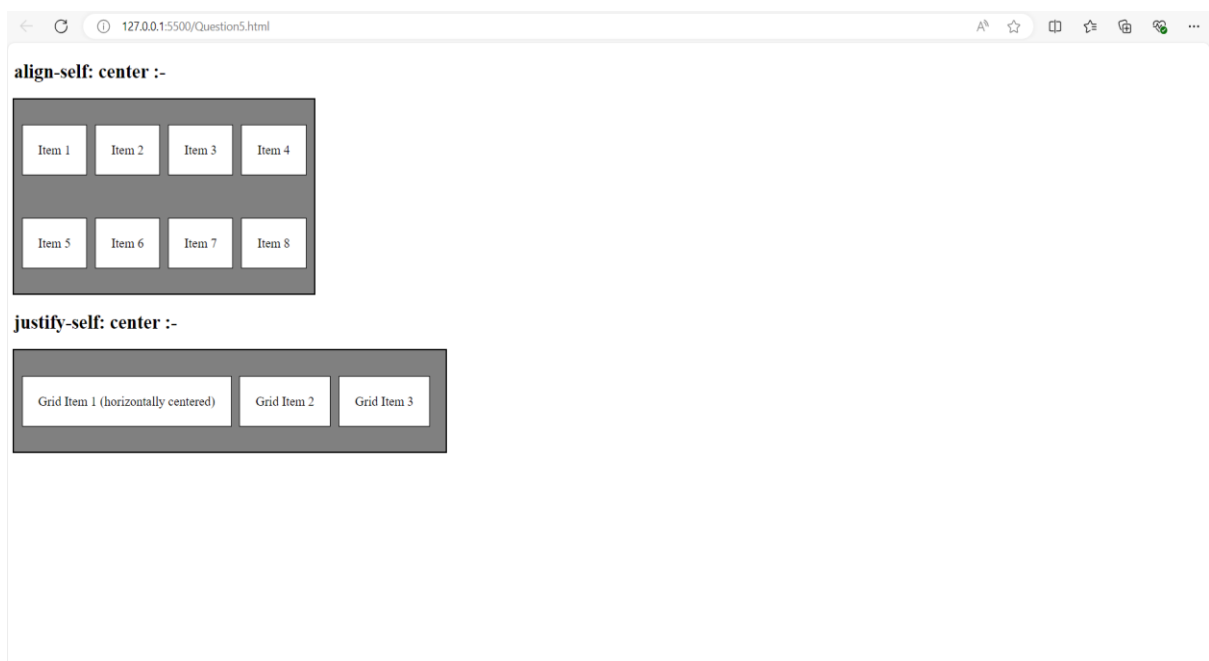 127.0.0.1:5500/Question5.html
align-self: center :-
Item 1 Item 2 Item 3 Item 4
Item 5 Item 6 Item 7 Item 8
justify-self: center :-
Grid Item 1 (horizontally centered) Grid Item 2 Grid Item 3